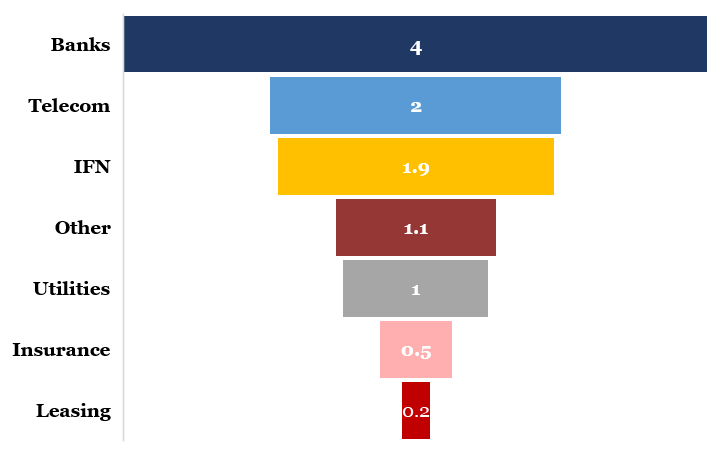 Banks 4
Telecom 2
IFN 1.9
Other 1.1
Utilities 1
Insurance 0.5
Leasing 0.2